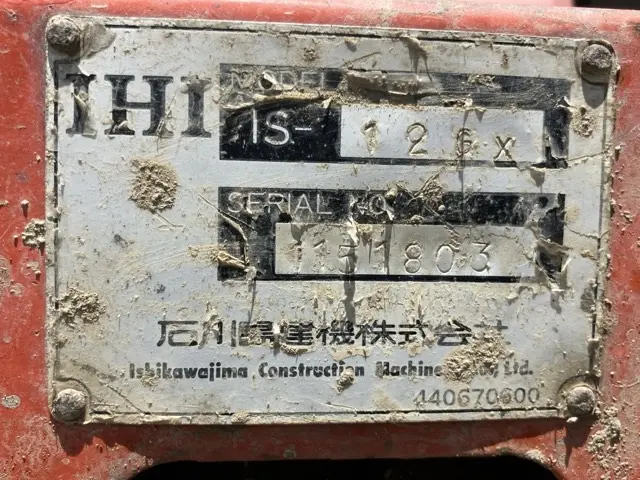 IHI
MODEL
IS- 126x
SERIAL NO.
1151803
石川島建機株式会社
Ishikawajima Construction Machinery Co., Ltd.
440670600